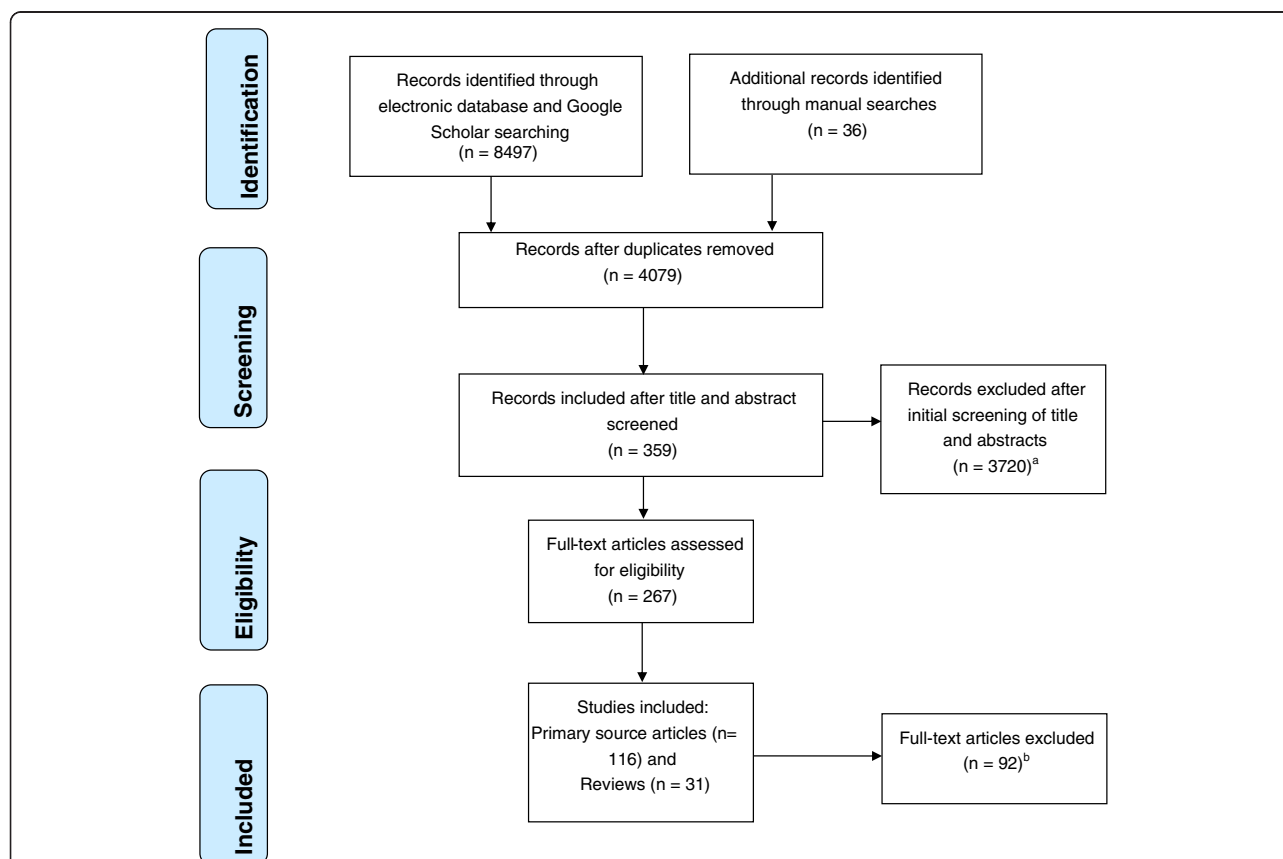 Identification
Records identified through
electronic database and Google
Scholar searching
(n = 8497)
Additional records identified
through manual searches
(n = 36)
Records after duplicates removed
(n = 4079)
Screening
Records included after title and abstract
screened
(n = 359)
Records excluded after
initial screening of title
and abstracts
(n = 3720)a
Eligibility
Full-text articles assessed
for eligibility
(n = 267)
Included
Studies included:
Primary source articles (n=
116) and
Reviews (n = 31)
Full-text articles excluded
(n = 92)b